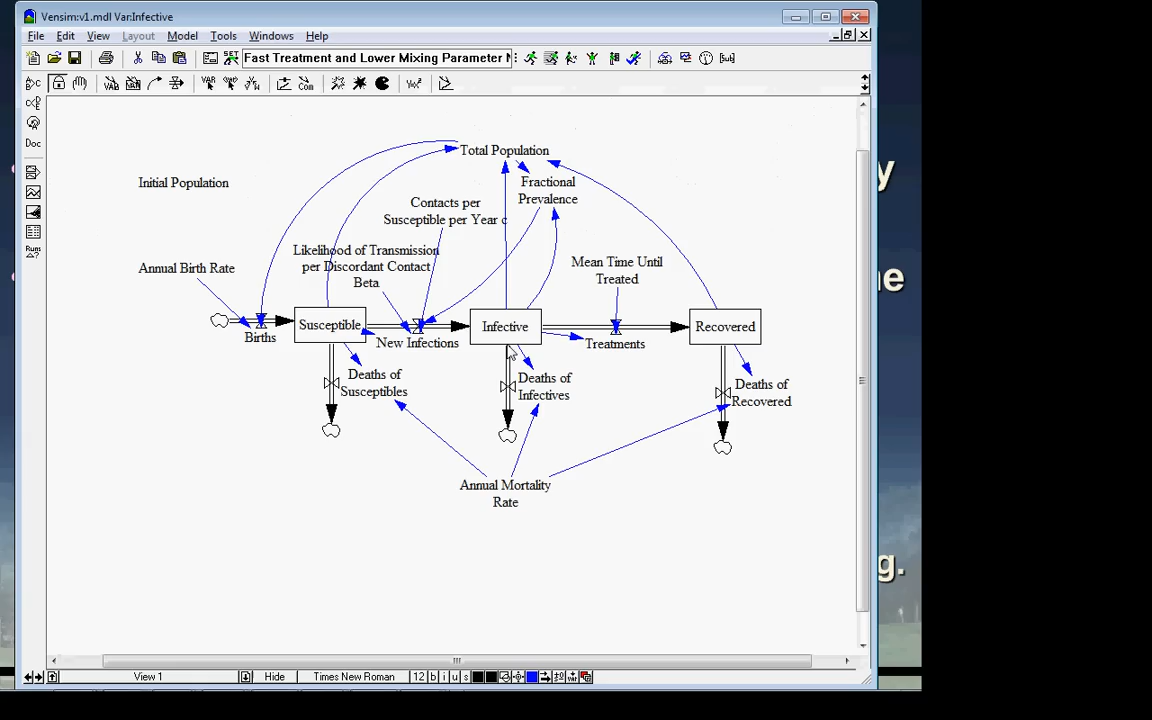 Vensim:v1.mdl Var:Infective
File Edit View Layout Model Tools Windows Help
SET Fast Treatment and Lower Mixing Parameter
Doc
Runs
Total Population
Initial Population
Fractional
Prevalence
Contacts per
Susceptible per Year c
Likelihood of Transmission
per Discordant Contact
Beta
Mean Time Until
Treated
Annual Birth Rate
Susceptible
Infective
Recovered
Births
New Infections
Treatments
Deaths of
Susceptibles
Deaths of
Infectives
Deaths of
Recovered
Annual Mortality
Rate
View 1 Hide Times New Roman 12 b i u s
y
ne
g.